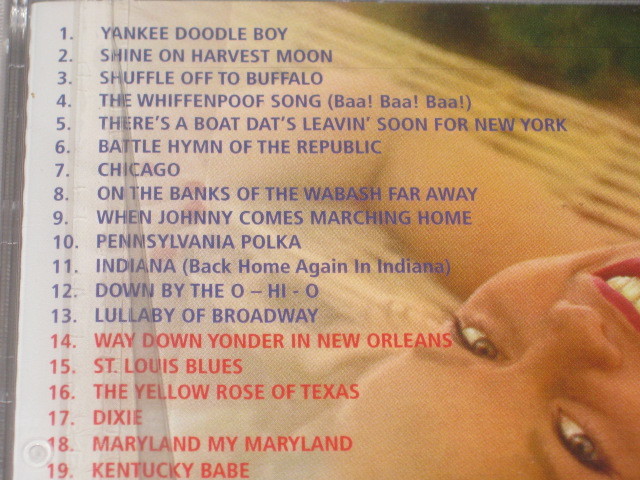 1. YANKEE DOODLE BOY
2. SHINE ON HARVEST MOON
3. SHUFFLE OFF TO BUFFALO
4. THE WHIFFENPOOF SONG (Baa! Baa! Baa!)
5. THERE'S A BOAT DAT'S LEAVIN' SOON FOR NEW YORK
6. BATTLE HYMN OF THE REPUBLIC
7. CHICAGO
8. ON THE BANKS OF THE WABASH FAR AWAY
9. WHEN JOHNNY COMES MARCHING HOME
10. PENNSYLVANIA POLKA
11. INDIANA (Back Home Again In Indiana)
12. DOWN BY THE O – HI - O
13. LULLABY OF BROADWAY
14. WAY DOWN YONDER IN NEW ORLEANS
15. ST. LOUIS BLUES
16. THE YELLOW ROSE OF TEXAS
17. DIXIE
18. MARYLAND MY MARYLAND
19. KENTUCKY BABE